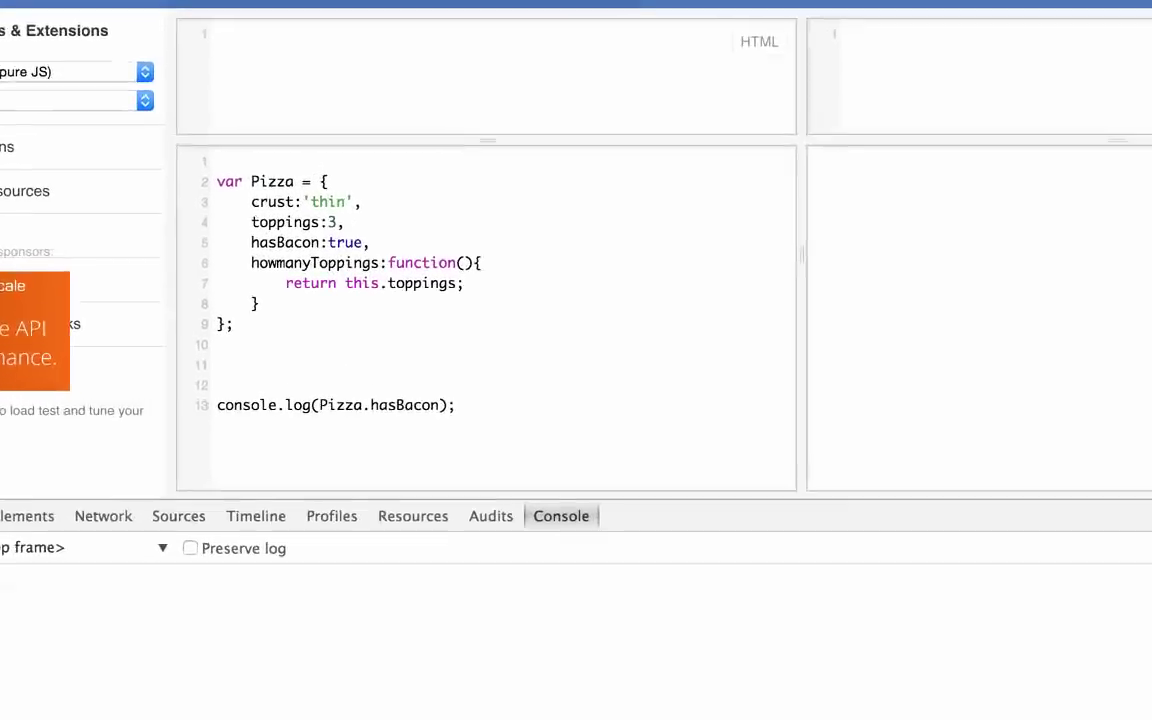 s & Extensions
pure JS)
ns
sources
sponsors:
cale
e API
nance.
ks
o load test and tune your
1
HTML
1
1
2 var Pizza = {
3 crust:'thin',
4 toppings:3,
5 hasBacon:true,
6 howmanyToppings:function(){
7 return this.toppings;
8 }
9 };
10
11
12
13 console.log(Pizza.hasBacon);
lements Network Sources Timeline Profiles Resources Audits Console
p frame> ▼ Preserve log